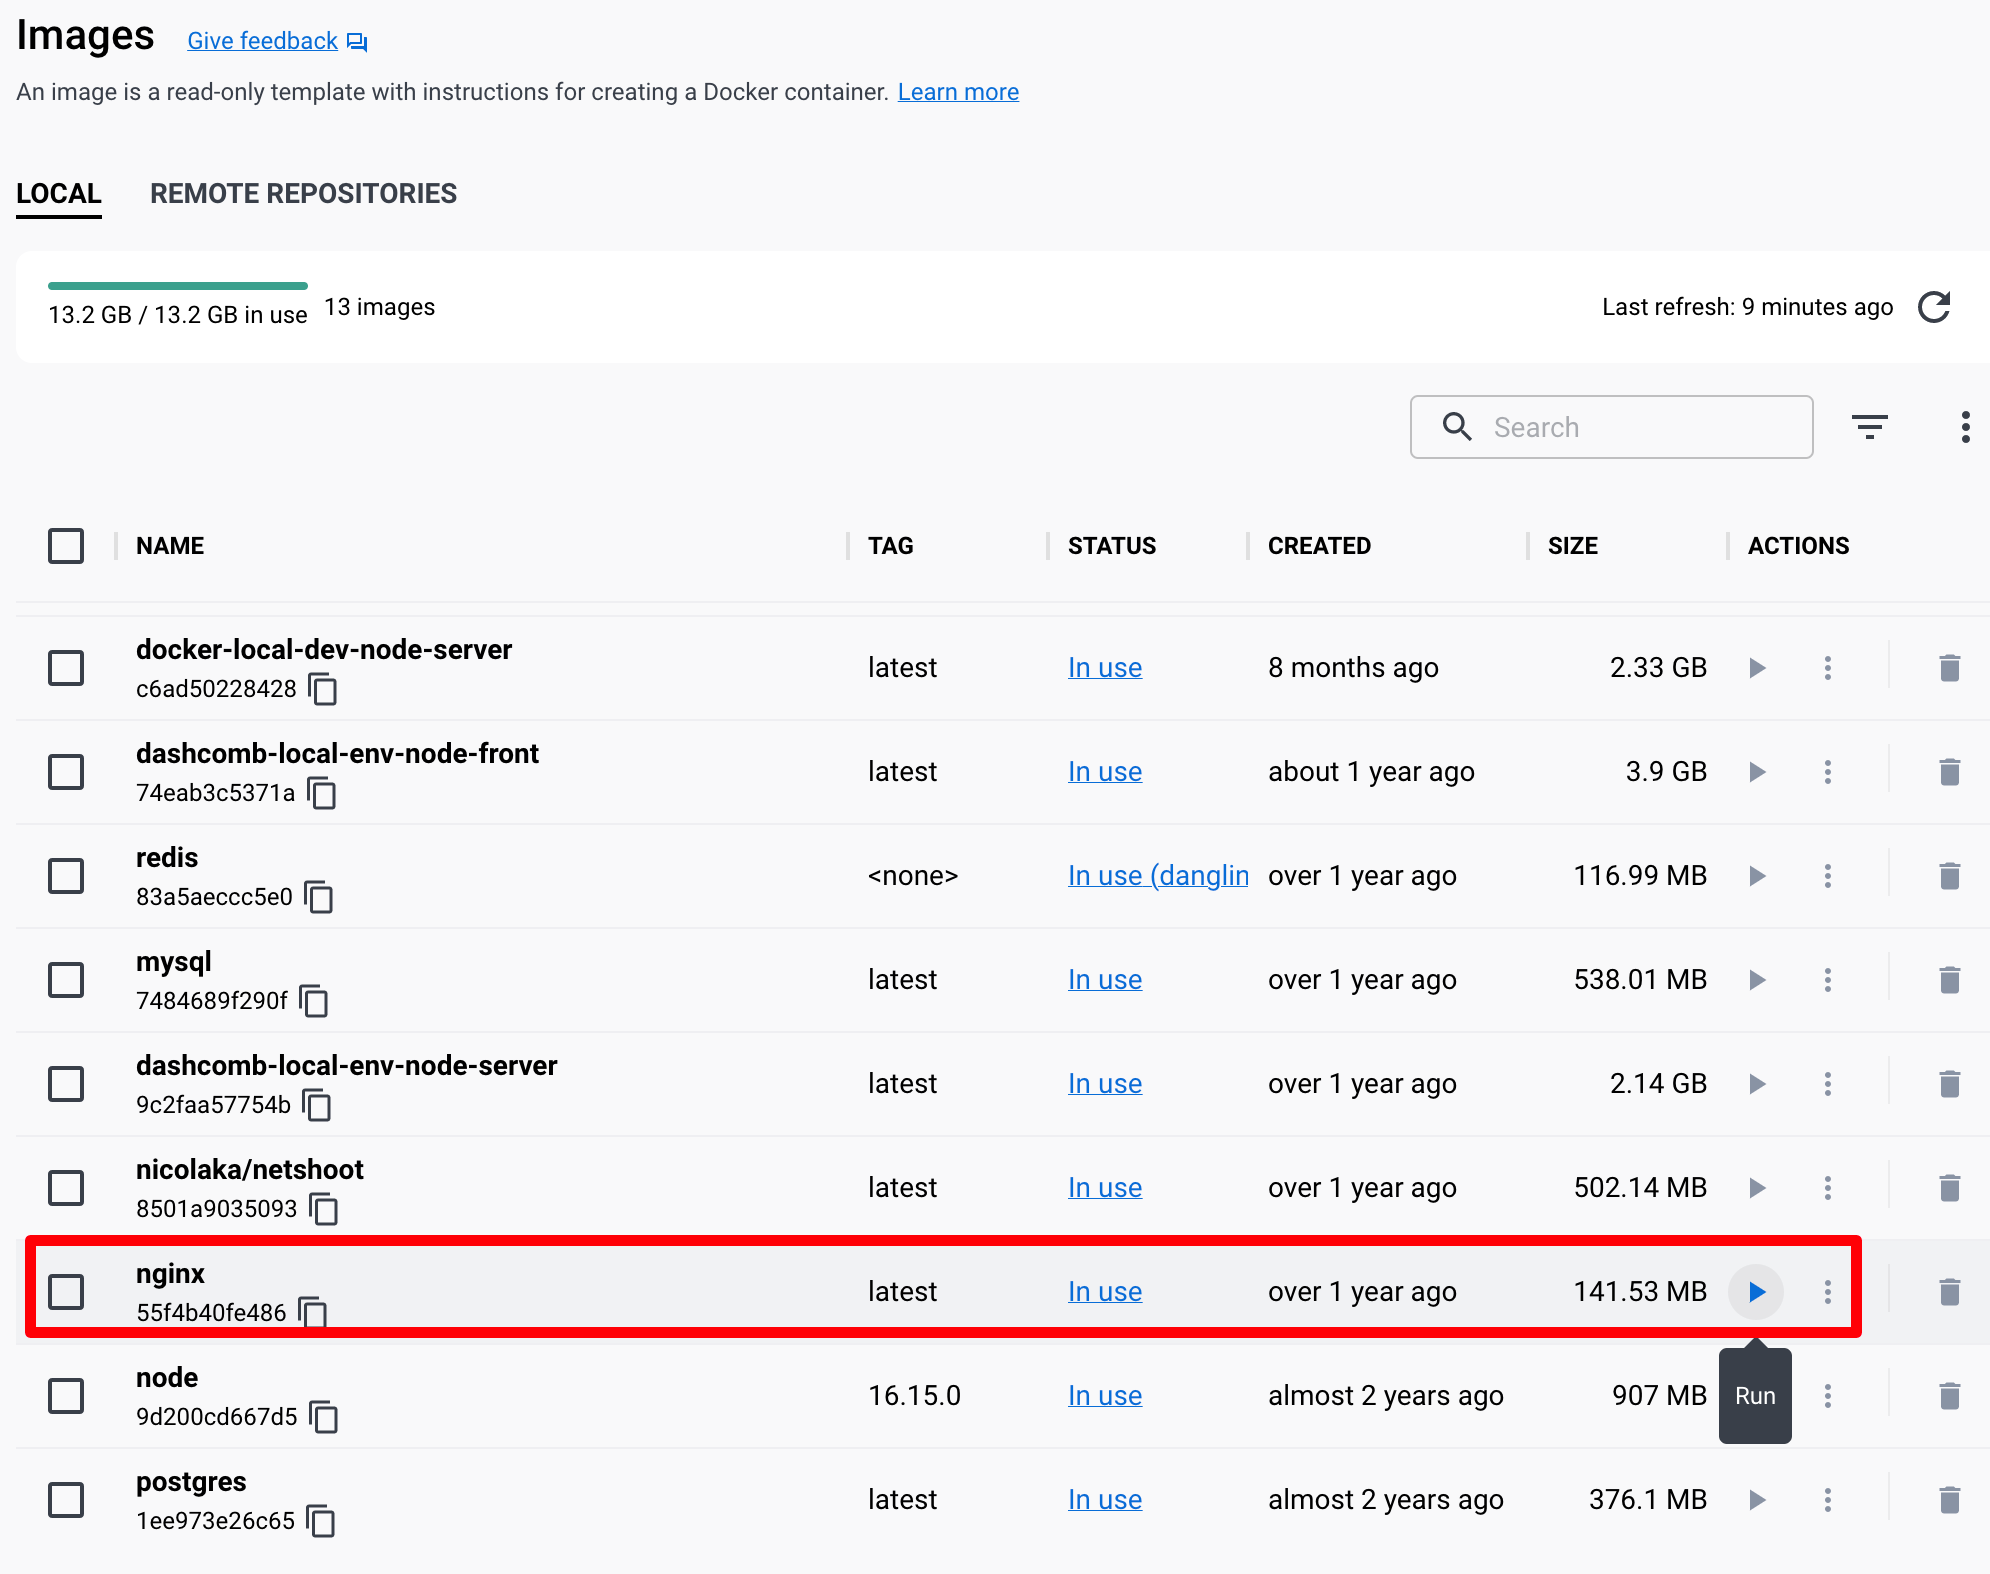 Images Give feedback
An image is a read-only template with instructions for creating a Docker container. Learn more
LOCAL REMOTE REPOSITORIES
13.2 GB / 13.2 GB in use 13 images Last refresh: 9 minutes ago
Search
NAME TAG STATUS CREATED SIZE ACTIONS
docker-local-dev-node-server
c6ad50228428 latest In use 8 months ago 2.33 GB
dashcomb-local-env-node-front
74eab3c5371a latest In use about 1 year ago 3.9 GB
redis
83a5aeccc5e0 <none> In use (danglin over 1 year ago 116.99 MB
mysql
7484689f290f latest In use over 1 year ago 538.01 MB
dashcomb-local-env-node-server
9c2faa57754b latest In use over 1 year ago 2.14 GB
nicolaka/netshoot
8501a9035093 latest In use over 1 year ago 502.14 MB
nginx
55f4b40fe486 latest In use over 1 year ago 141.53 MB
node
9d200cd667d5 16.15.0 In use almost 2 years ago 907 MB Run
postgres
1ee973e26c65 latest In use almost 2 years ago 376.1 MB